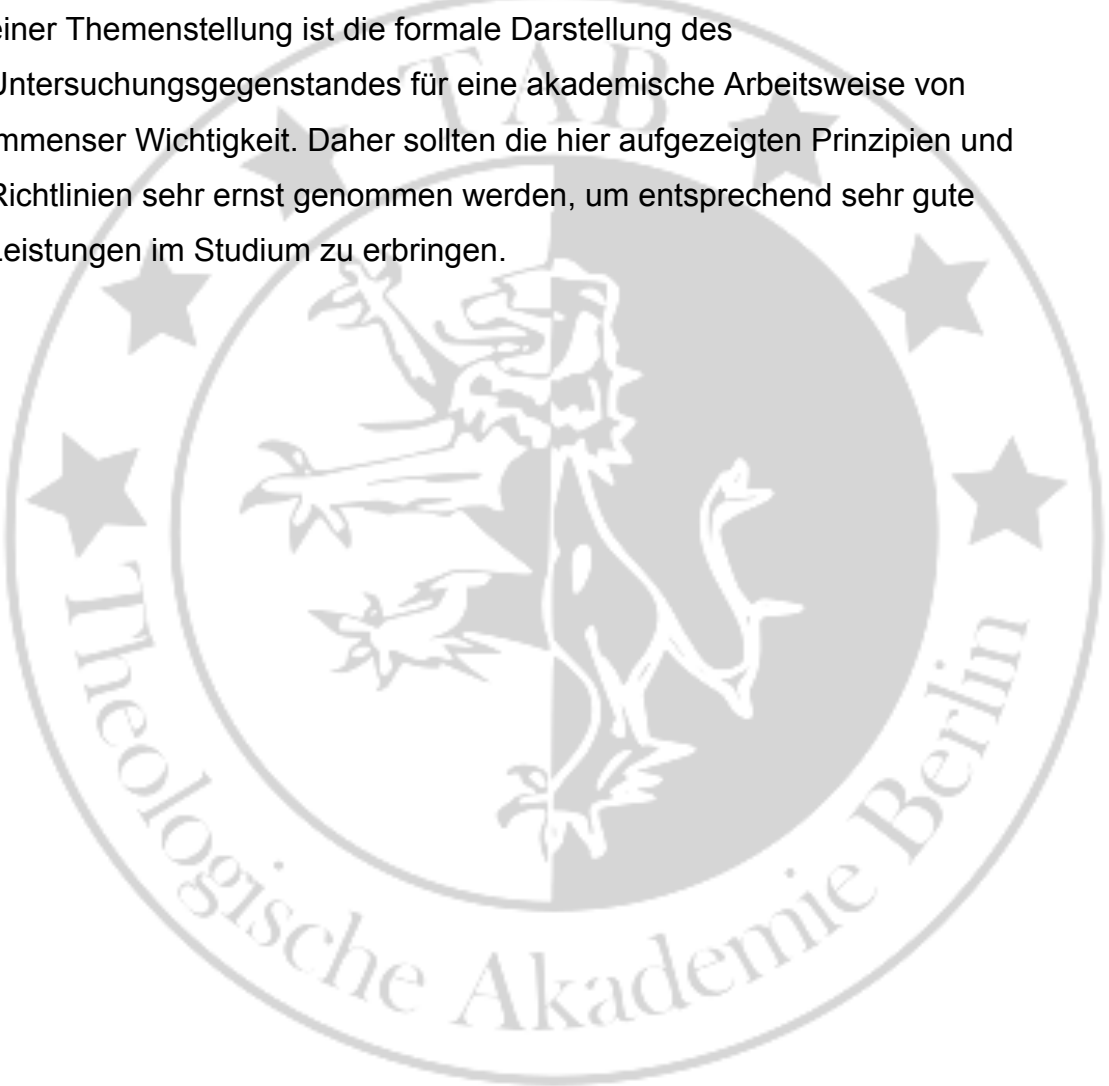 einer Themenstellung ist die formale Darstellung des
Untersuchungsgegenstandes für eine akademische Arbeitsweise von
immenser Wichtigkeit. Daher sollten die hier aufgezeigten Prinzipien und
Richtlinien sehr ernst genommen werden, um entsprechend sehr gute
Leistungen im Studium zu erbringen.
TAB
Theologische Akademie Berlin